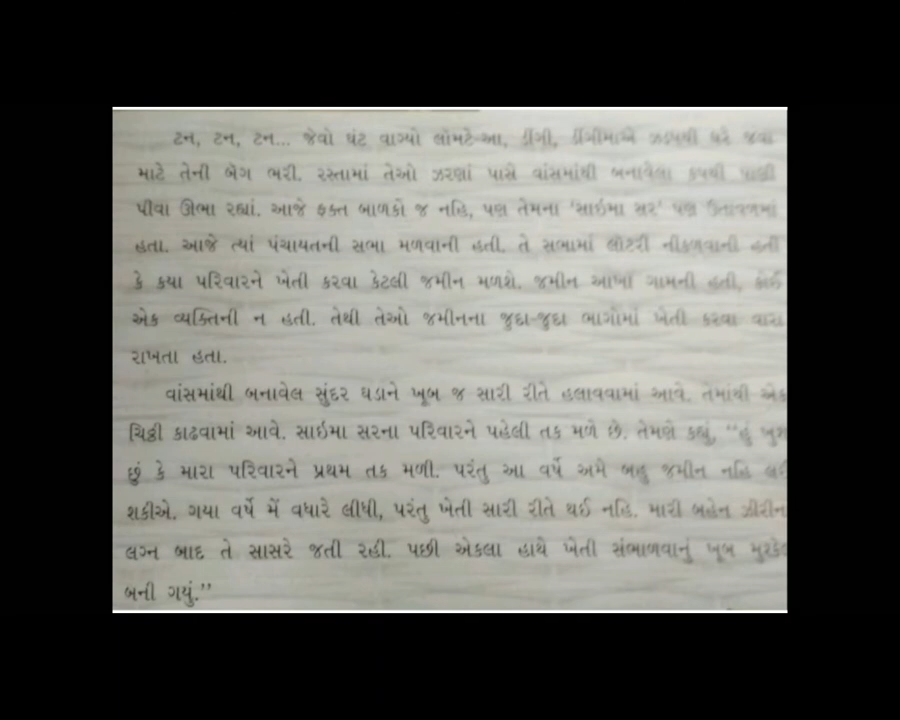 ટન, ટન, ટન... જેવો ઘંટ વાગ્યો લોમટે-આ, ડીંગી, ડીંગીમાએ ઝડપથી ઘરે જવા
માટે તેની બેગ ભરી. રસ્તામાં તેઓ ઝરણાં પાસે વાંસમાંથી બનાવેલા કપથી પાણી
પીવા ઊભા રહ્યાં. આજે ફક્ત બાળકો જ નહિ, પણ તેમના ‘સાઇમા સર’ પણ ઉતાવળમાં
હતા. આજે ત્યાં પંચાયતની સભા મળવાની હતી. તે સભામાં લૉટરી નીકળવાની હતી
કે કયા પરિવારને ખેતી કરવા કેટલી જમીન મળશે. જમીન આખા ગામની હતી, કોઈ
એક વ્યક્તિની ન હતી. તેથી તેઓ જમીનના જુદા-જુદા ભાગોમાં ખેતી કરવા વારા
રાખતા હતા.
વાંસમાંથી બનાવેલ સુંદર ઘડાને ખૂબ જ સારી રીતે હલાવવામાં આવે. તેમાંથી એક
ચિઠ્ઠી કાઢવામાં આવે. સાઇમા સરના પરિવારને પહેલી તક મળે છે. તેમણે કહ્યું, “હું ખુશ
છું કે મારા પરિવારને પ્રથમ તક મળી. પરંતુ આ વર્ષે અમે બહુ જમીન નહિ લઈ
શકીએ. ગયા વર્ષે મેં વધારે લીધી, પરંતુ ખેતી સારી રીતે થઈ નહિ. મારી બહેન ઝીરીન
લગ્ન બાદ તે સાસરે જતી રહી. પછી એકલા હાથે ખેતી સંભાળવાનું ખૂબ
બની ગયું.”